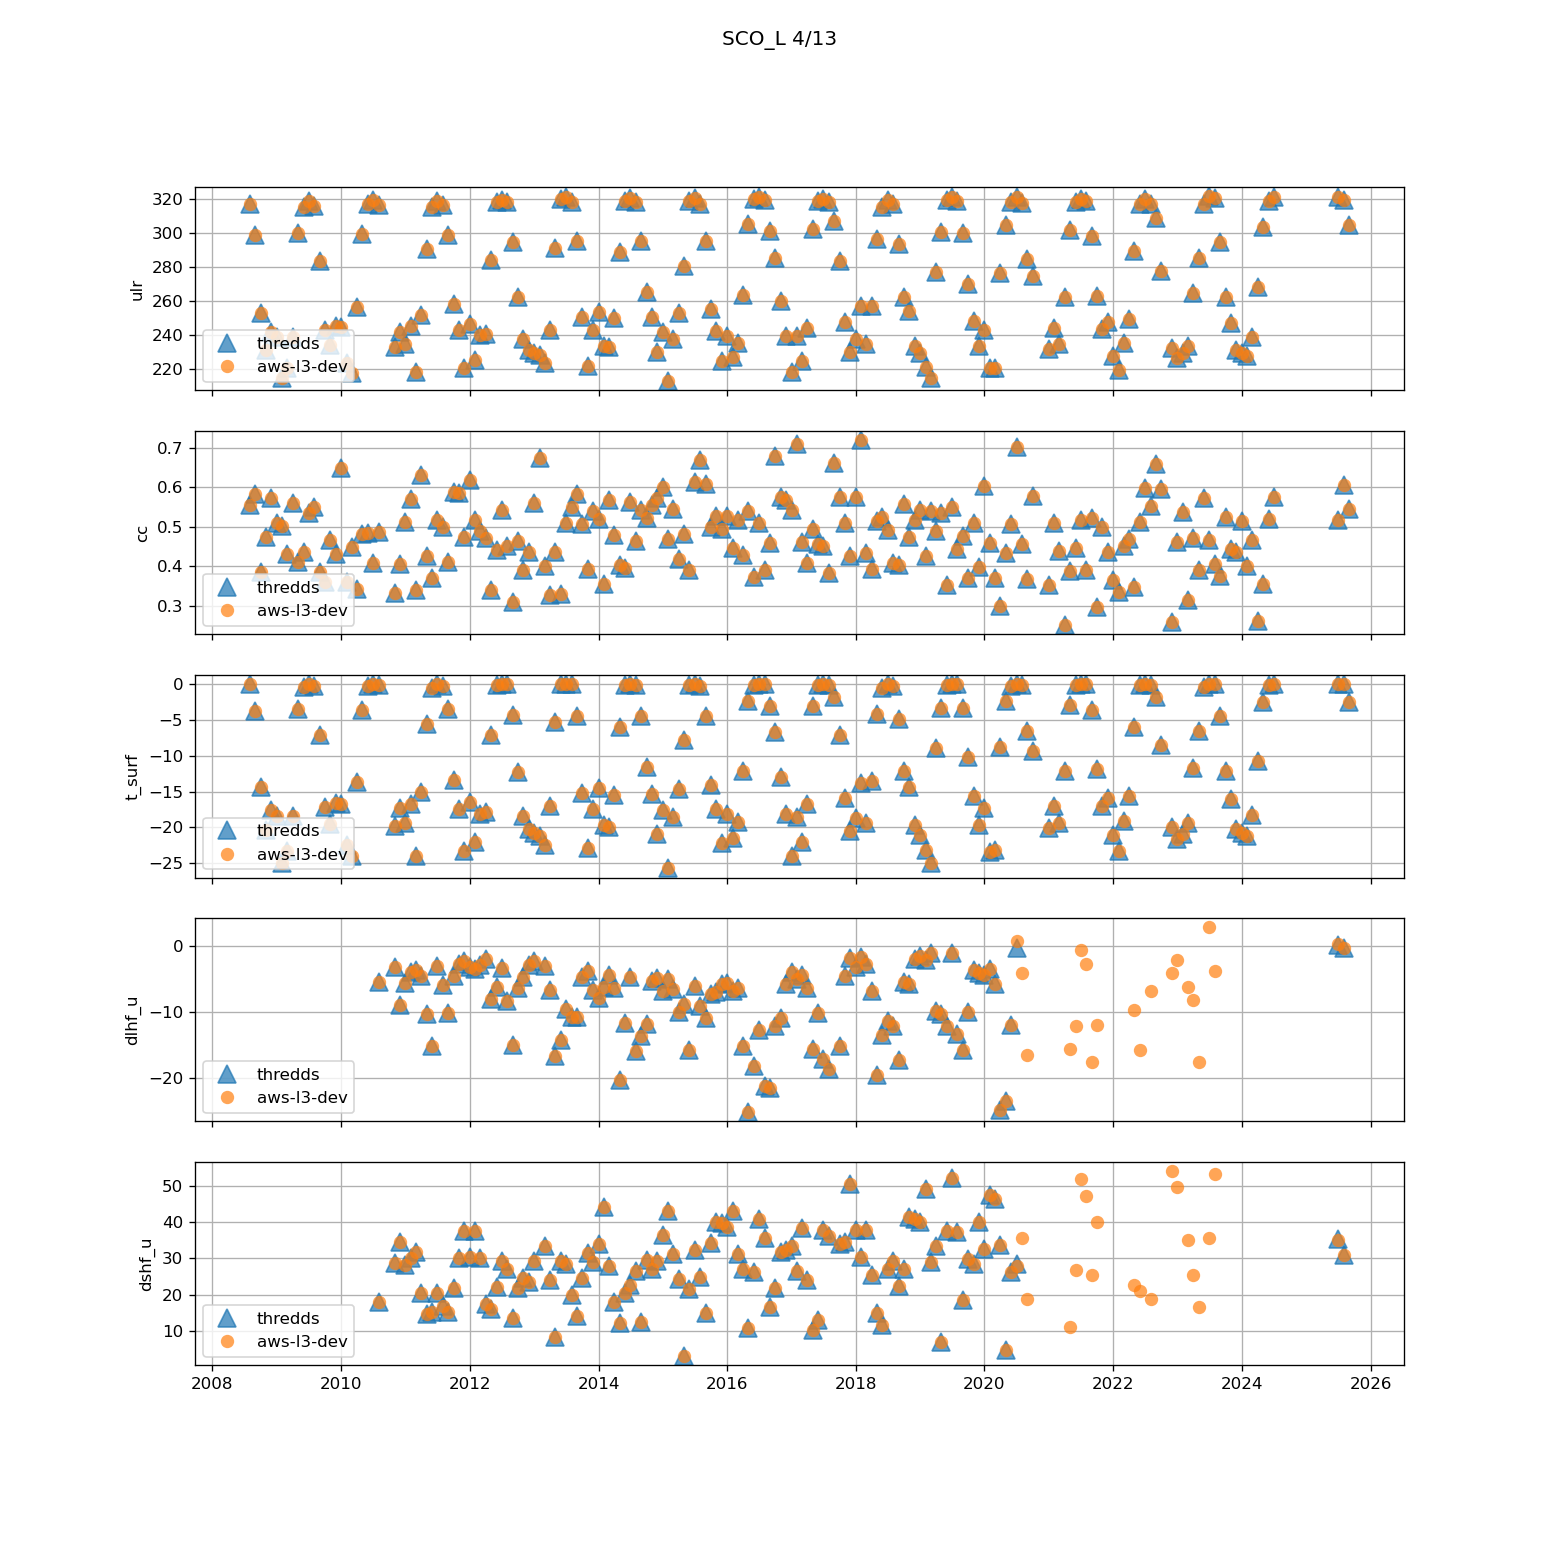 SCO_L 4/13
320
300
280
260
240
220
ulr
thredds
aws-l3-dev
0.7
0.6
0.5
0.4
0.3
cc
thredds
aws-l3-dev
0
−5
−10
−15
−20
−25
t_surf
thredds
aws-l3-dev
0
−10
−20
dlhf_u
thredds
aws-l3-dev
50
40
30
20
10
dshf_u
thredds
aws-l3-dev
2008 2010 2012 2014 2016 2018 2020 2022 2024 2026